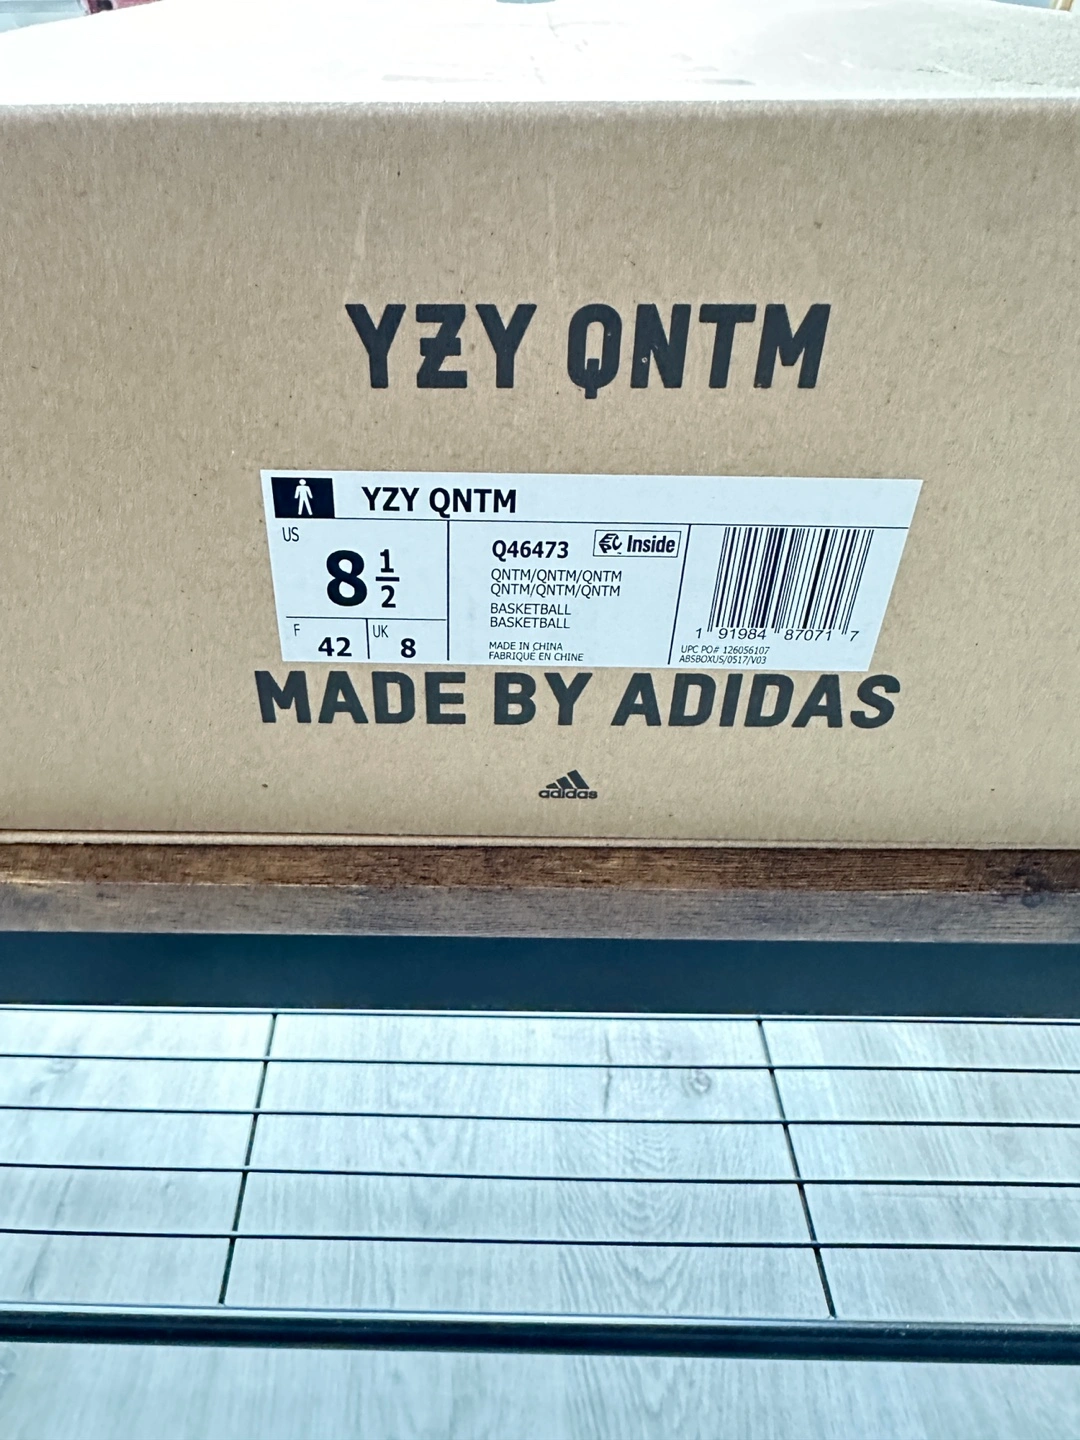 YZY QNTM
YZY QNTM
US
8 1/2
F 42
UK 8
Q46473
Inside
QNTM/QNTM/QNTM
QNTM/QNTM/QNTM
BASKETBALL
BASKETBALL
MADE IN CHINA
FABRIQUÉ EN CHINE
1 91984 87071 7
UPC PO# 126056107
ABSBOXUS/0517/V03
MADE BY ADIDAS
adidas